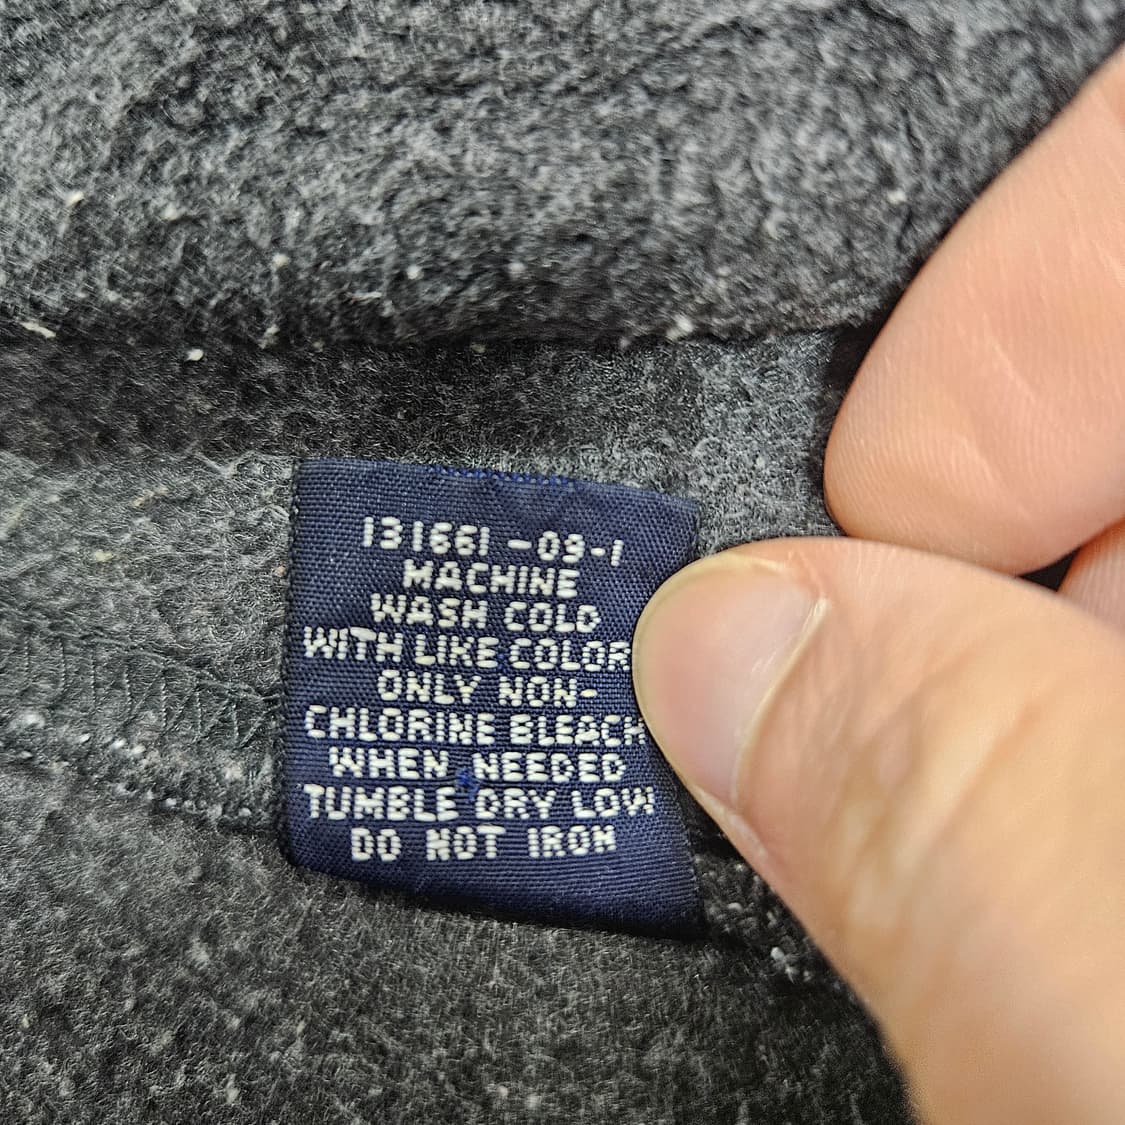 131661-09-1
MACHINE
WASH COLD
WITH LIKE COLOR
ONLY NON-
CHLORINE BLEACH
WHEN NEEDED
TUMBLE DRY LOW
DO NOT IRON